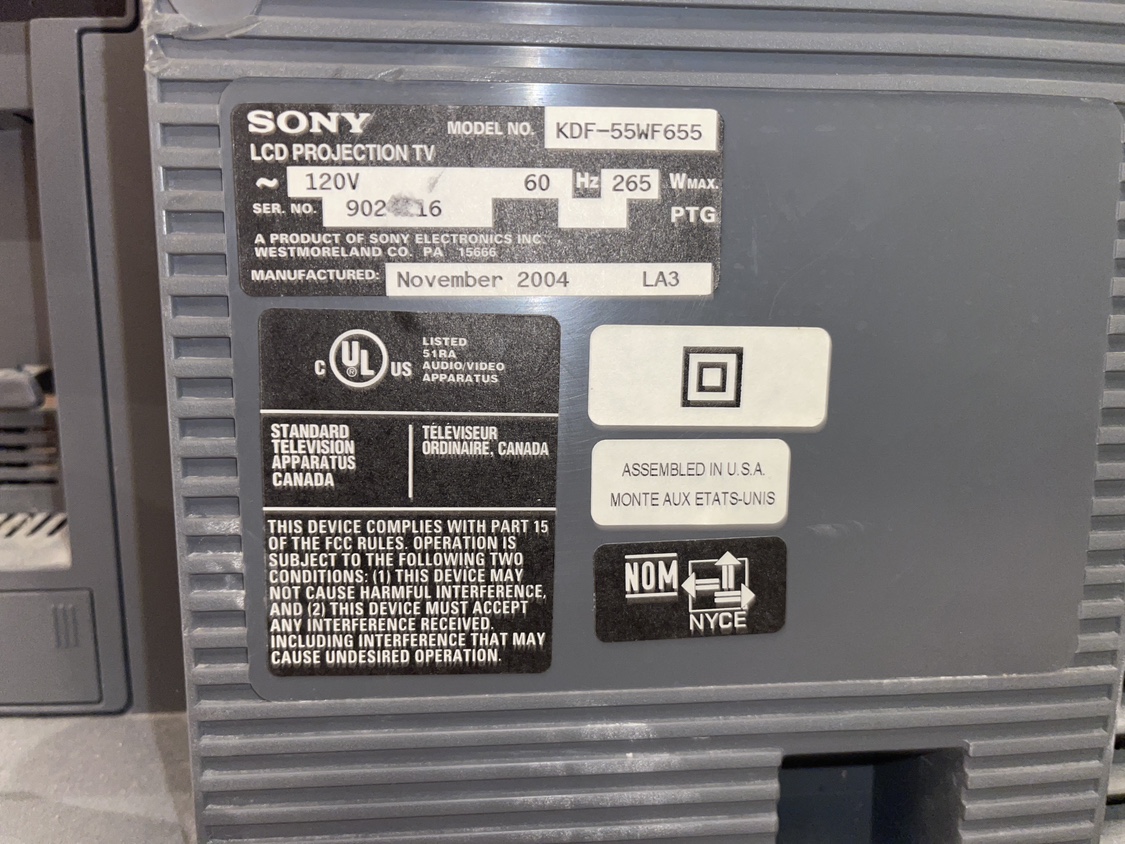 SONY
MODEL NO. KDF-55WF655
LCD PROJECTION TV
~ 120V 60 Hz 265 WMAX.
SER. NO. 902 16
PTG
A PRODUCT OF SONY ELECTRONICS INC.
WESTMORELAND CO. PA 15666
MANUFACTURED: November 2004 LA3
C UL ® US
LISTED
51RA
AUDIO/VIDEO
APPARATUS
STANDARD
TELEVISION
APPARATUS
CANADA
TÉLÉVISEUR
ORDINAIRE, CANADA
THIS DEVICE COMPLIES WITH PART 15
OF THE FCC RULES. OPERATION IS
SUBJECT TO THE FOLLOWING TWO
CONDITIONS: (1) THIS DEVICE MAY
NOT CAUSE HARMFUL INTERFERENCE,
AND (2) THIS DEVICE MUST ACCEPT
ANY INTERFERENCE RECEIVED.
INCLUDING INTERFERENCE THAT MAY
CAUSE UNDESIRED OPERATION.
ASSEMBLED IN U.S.A.
MONTE AUX ETATS-UNIS
NOM
NYCE